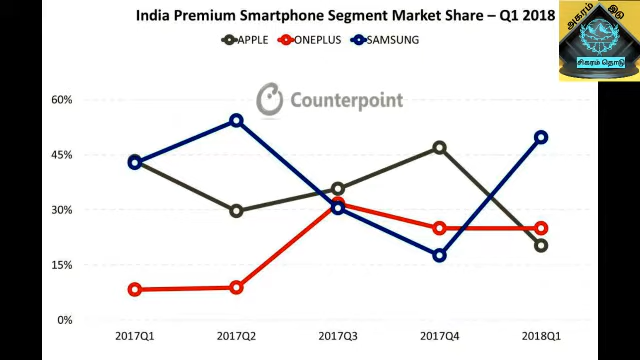 India Premium Smartphone Segment Market Share – Q1 2018
APPLE ONEPLUS SAMSUNG
அகரம் இடு
சிகரம் தொடு
Counterpoint
60%
45%
30%
15%
0%
2017Q1 2017Q2 2017Q3 2017Q4 2018Q1